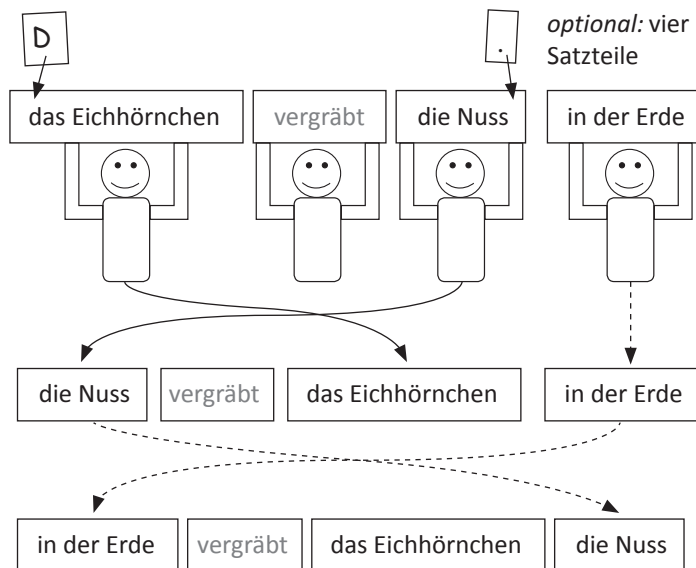 D
.
optional: vier
Satzteile
das Eichhörnchen vergräbt die Nuss in der Erde
die Nuss vergräbt das Eichhörnchen in der Erde
in der Erde vergräbt das Eichhörnchen die Nuss